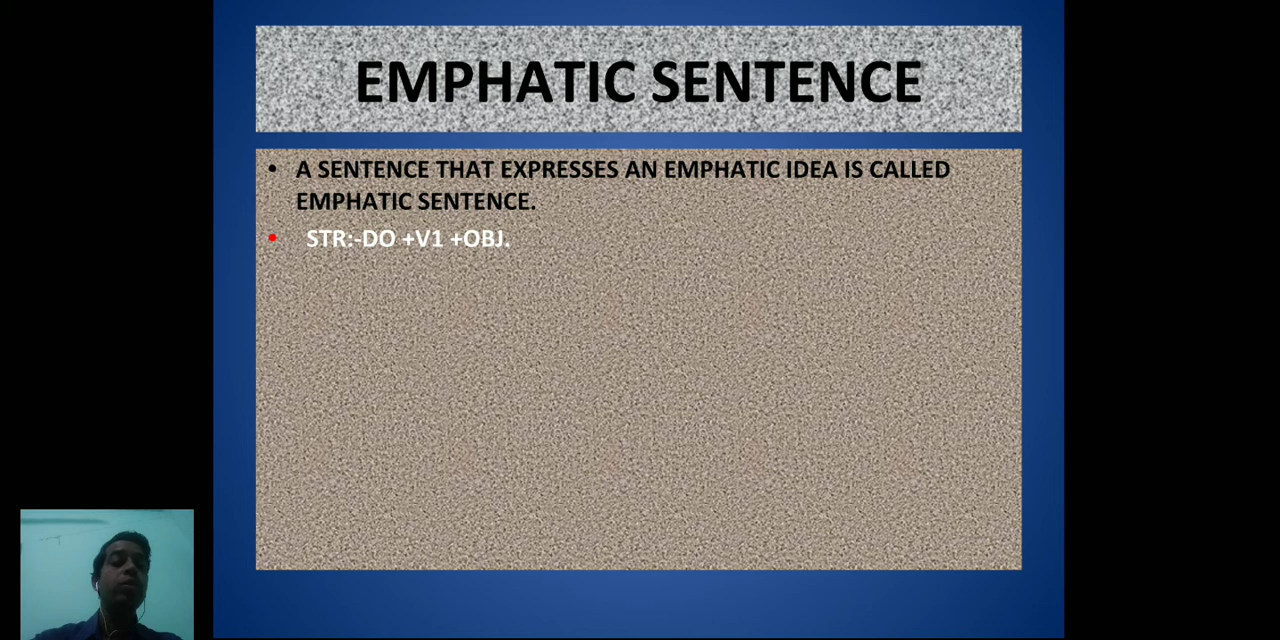 EMPHATIC SENTENCE
• A SENTENCE THAT EXPRESSES AN EMPHATIC IDEA IS CALLED
EMPHATIC SENTENCE.
• STR:-DO +V1 +OBJ.